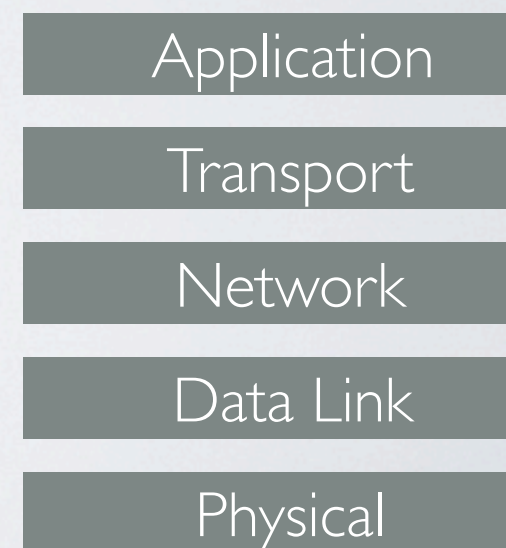 Application
Transport
Network
Data Link
Physical